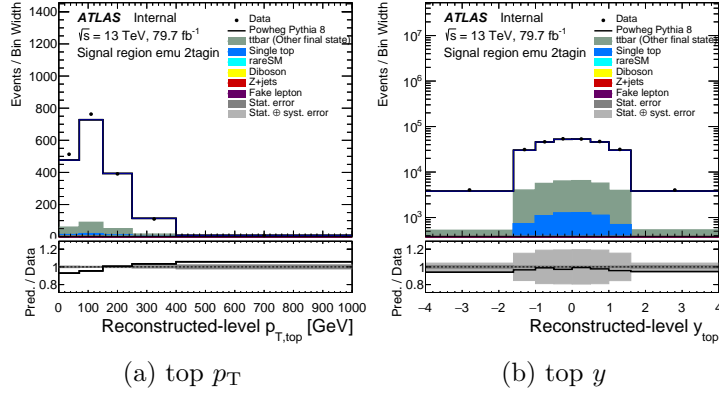 Events / Bin Width
1400
1200
1000
800
600
400
200
0
ATLAS Internal
√s = 13 TeV, 79.7 fb⁻¹
Signal region emu 2tagin
Data
Powheg Pythia 8
ttbar (Other final state)
Single top
rareSM
Diboson
Z+jets
Fake lepton
Stat. error
Stat. ⊕ syst. error
Pred. / Data
1.2
1
0.8
0 100 200 300 400 500 600 700 800 900 1000
Reconstructed-level p_T,top [GeV]
(a) top p_T
Events / Bin Width
10⁷
10⁶
10⁵
10⁴
10³
ATLAS Internal
√s = 13 TeV, 79.7 fb⁻¹
Signal region emu 2tagin
Data
Powheg Pythia 8
ttbar (Other final state)
Single top
rareSM
Diboson
Z+jets
Fake lepton
Stat. error
Stat. ⊕ syst. error
Pred. / Data
1.2
1
0.8
−4 −3 −2 −1 0 1 2 3 4
Reconstructed-level y_top
(b) top y